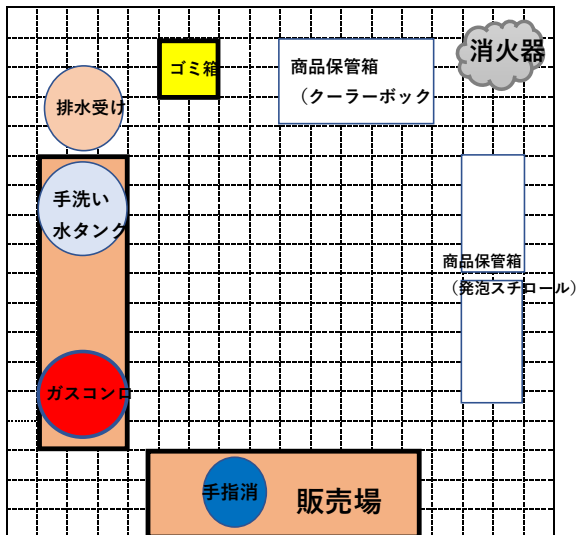 ゴミ箱
商品保管箱
（クーラーボック
消火器
排水受け
手洗い
水タンク
商品保管箱
（発泡スチロール）
ガスコンロ
手指消
販売場